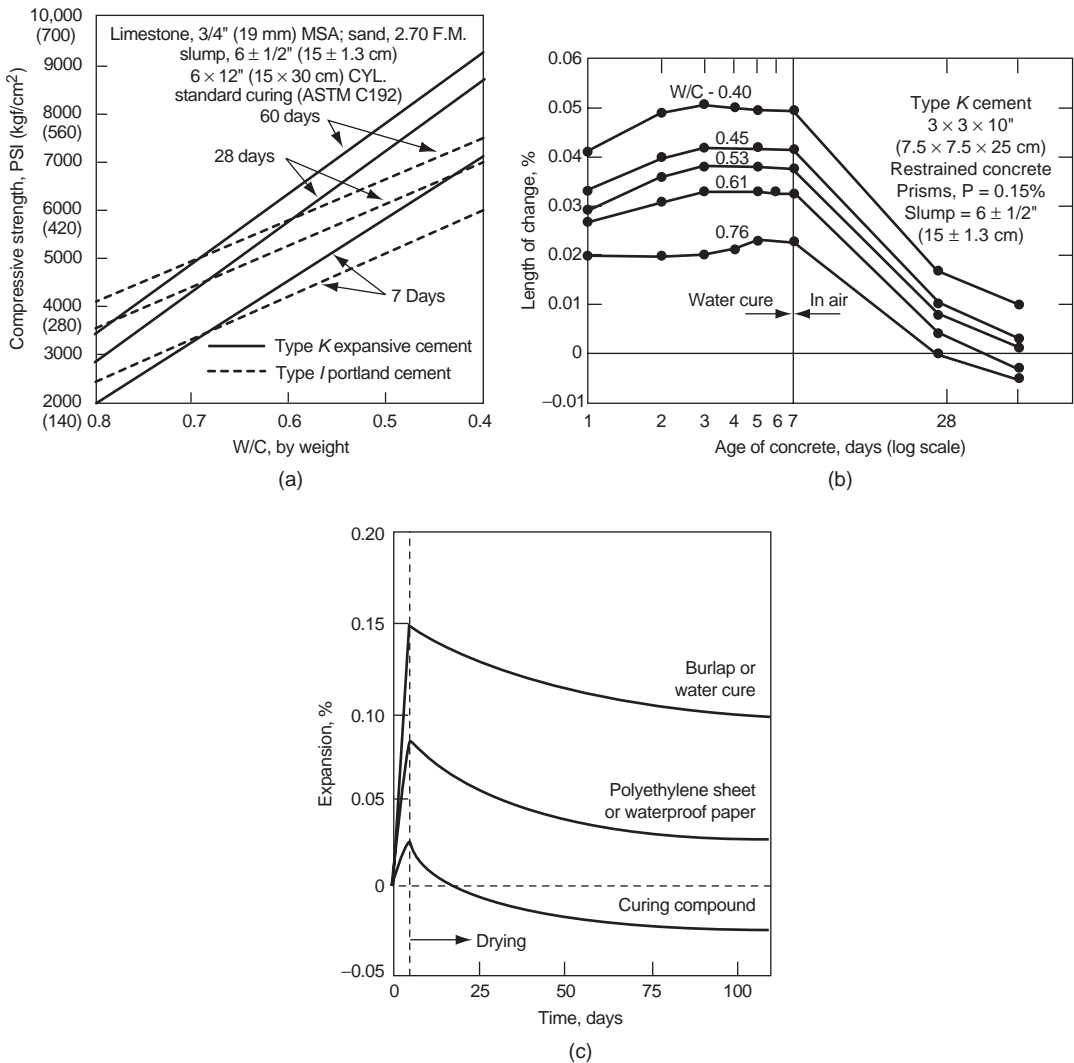 10,000
(700)
9000
8000
(560)
7000
6000
(420)
5000
4000
(280)
3000
2000
(140)
Compressive strength, PSI (kgf/cm²)
Limestone, 3/4" (19 mm) MSA; sand, 2.70 F.M.
slump, 6 ± 1/2" (15 ± 1.3 cm)
6 × 12" (15 × 30 cm) CYL.
standard curing (ASTM C192)
60 days
28 days
7 Days
Type K expansive cement
Type I portland cement
0.8
0.7
0.6
0.5
0.4
W/C, by weight
(a)
0.06
0.05
0.04
0.03
0.02
0.01
0
–0.01
Length of change, %
W/C - 0.40
0.45
0.53
0.61
0.76
Type K cement
3 × 3 × 10"
(7.5 × 7.5 × 25 cm)
Restrained concrete
Prisms, P = 0.15%
Slump = 6 ± 1/2"
(15 ± 1.3 cm)
Water cure
In air
1
2
3
4
5
6
7
28
Age of concrete, days (log scale)
(b)
0.20
0.15
0.10
0.05
0
–0.05
Expansion, %
Burlap or
water cure
Polyethylene sheet
or waterproof paper
Curing compound
Drying
0
25
50
75
100
Time, days
(c)